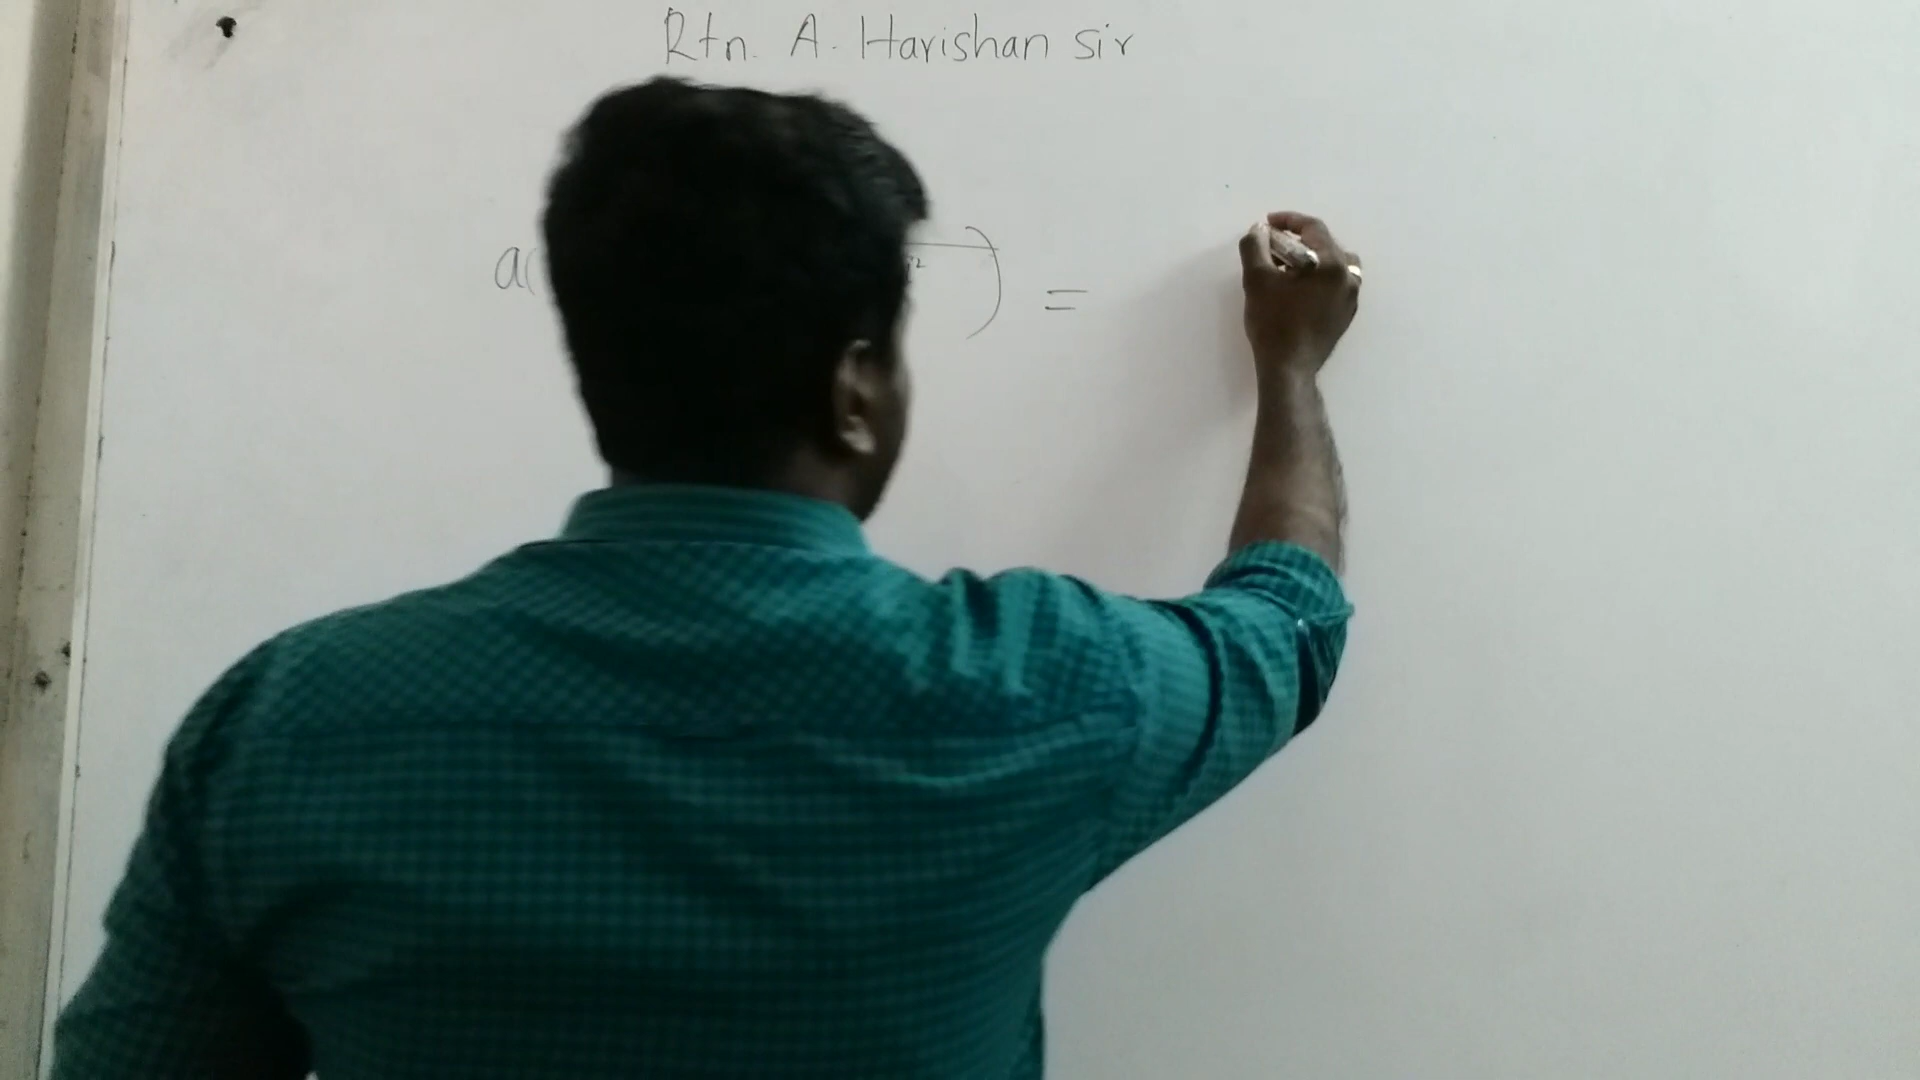 Rtn. A. Harishan sir
a( ) =